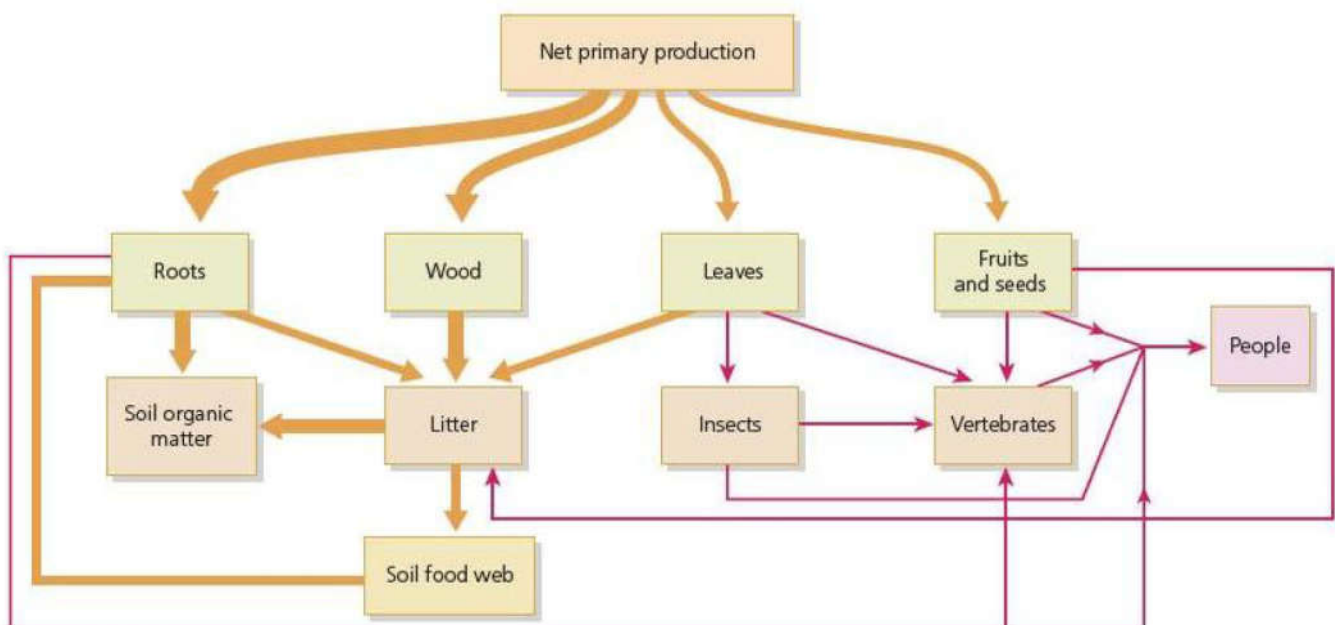 Net primary production
Roots
Wood
Leaves
Fruits
and seeds
People
Soil organic
matter
Litter
Insects
Vertebrates
Soil food web